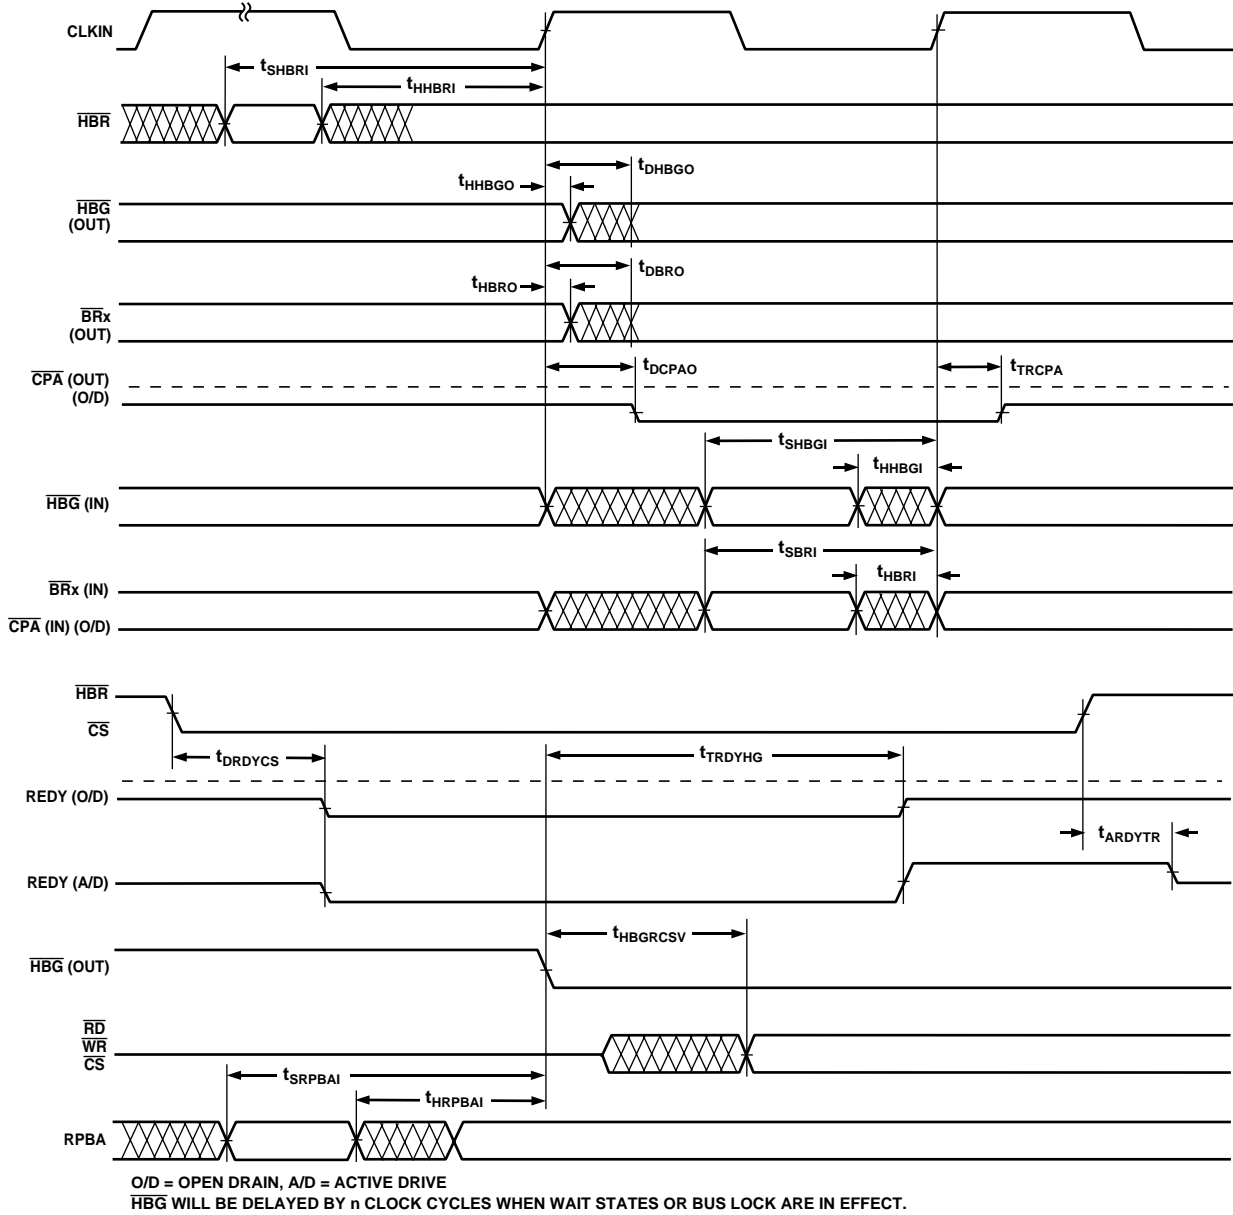 CLKIN
tSHBRI
tHHBRI
HBR
tDHBGO
tHHBGO
HBG
(OUT)
tDBRO
tHBRO
BRx
(OUT)
tDCPAO
tTRCPA
CPA (OUT)
(O/D)
tSHBGI
tHHBGI
HBG (IN)
tSBRI
tHBRI
BRx (IN)
CPA (IN) (O/D)
HBR
CS
tDRDYCS
tTRDYHG
REDY (O/D)
tARDYTR
REDY (A/D)
tHBGRCSV
HBG (OUT)
RD
WR
CS
tSRPBAI
tHRPBAI
RPBA
O/D = OPEN DRAIN, A/D = ACTIVE DRIVE
HBG WILL BE DELAYED BY n CLOCK CYCLES WHEN WAIT STATES OR BUS LOCK ARE IN EFFECT.